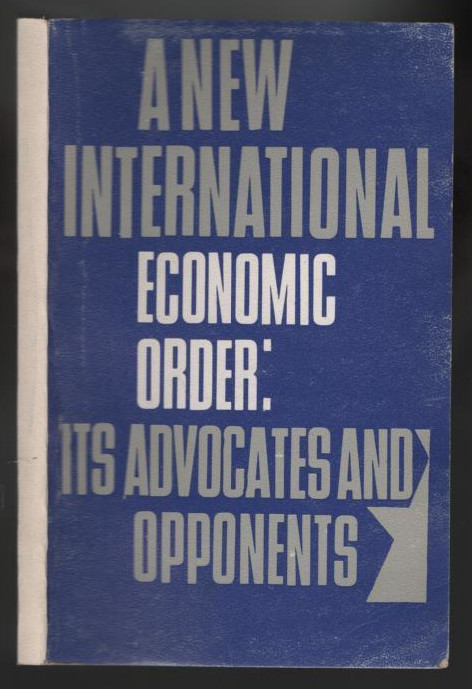 A NEW
INTERNATIONAL
ECONOMIC
ORDER:
ITS ADVOCATES AND
OPPONENTS